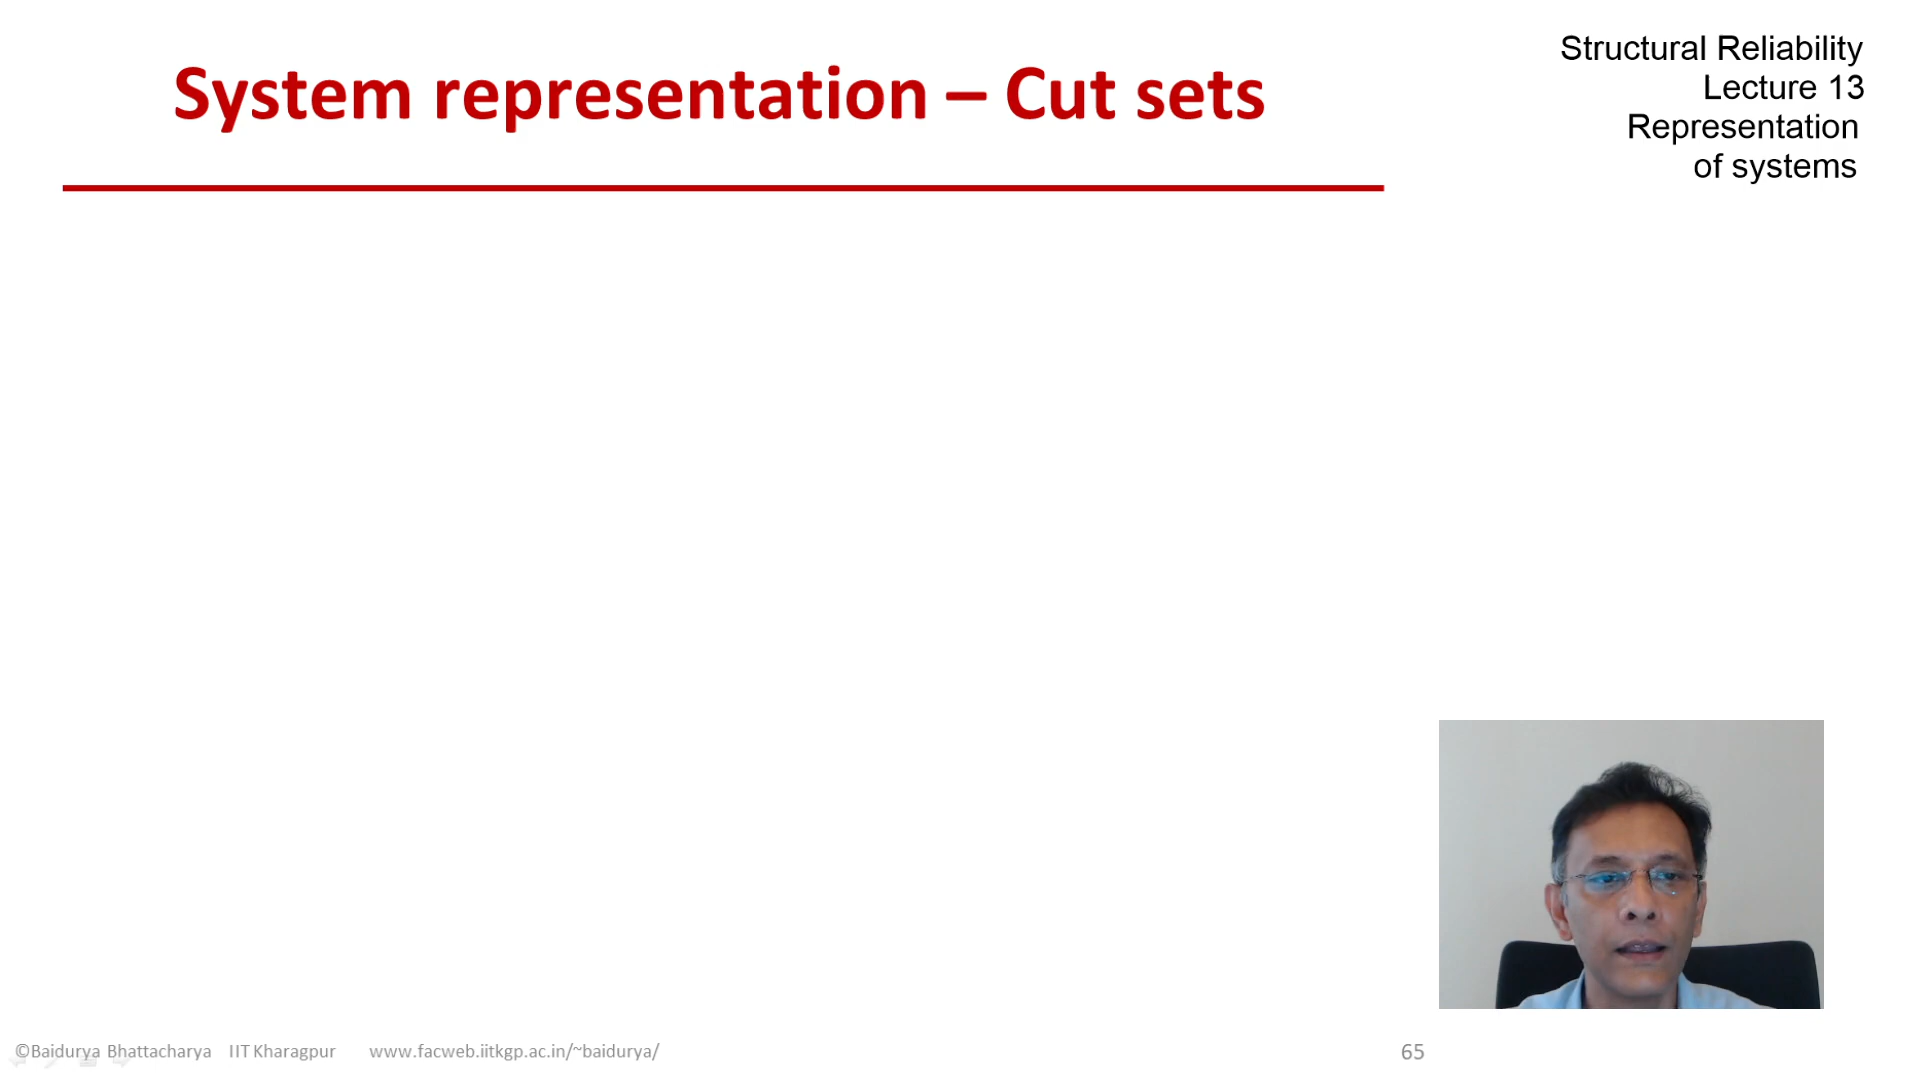 System representation – Cut sets
Structural Reliability
Lecture 13
Representation
of systems
©Baidurya Bhattacharya IIT Kharagpur www.facweb.iitkgp.ac.in/~baidurya/
65